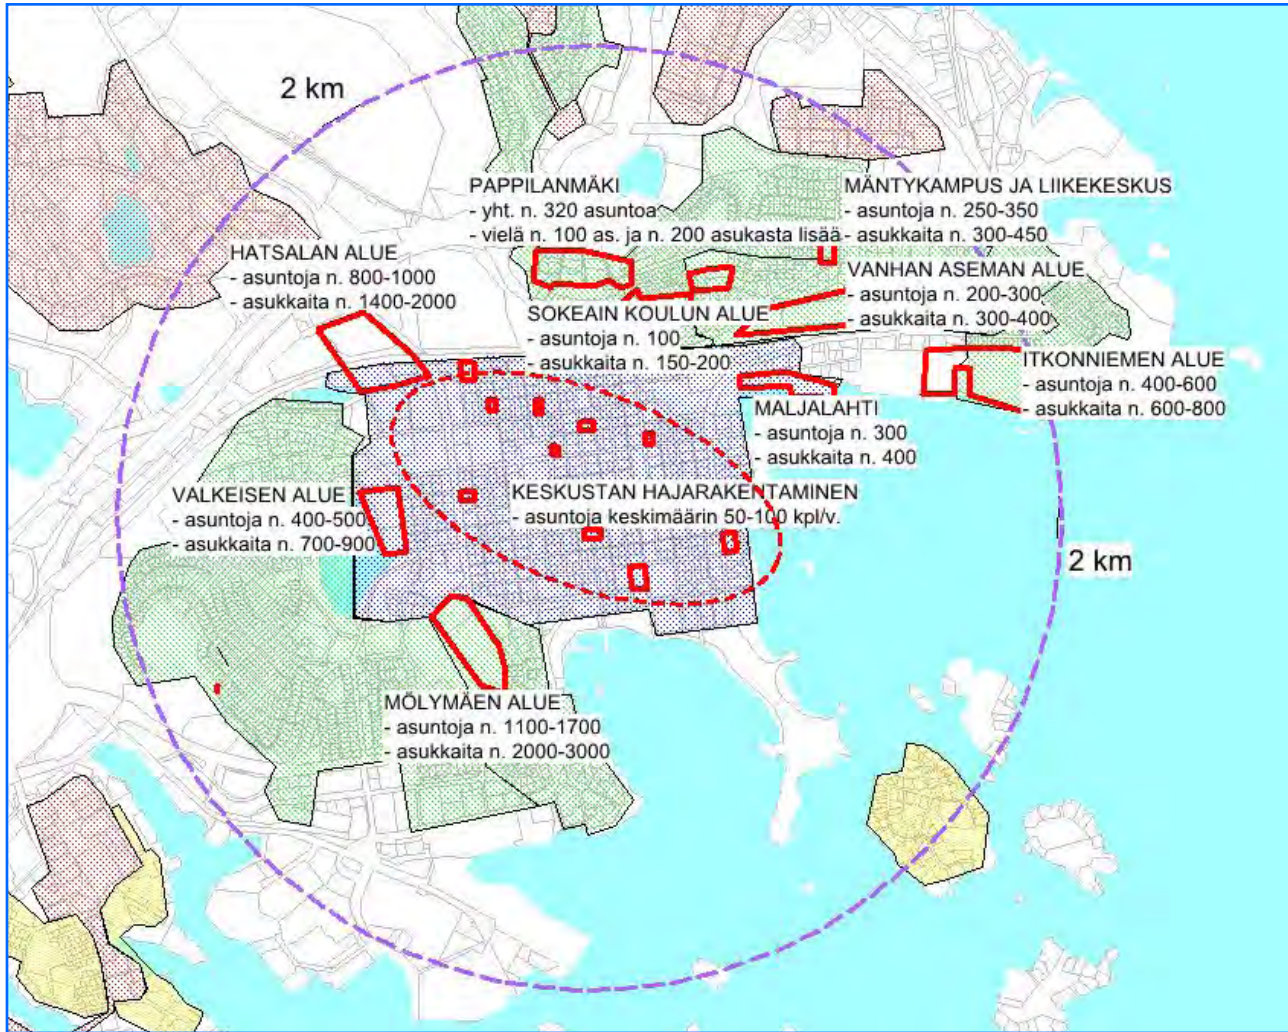 2 km
PAPPILANMÄKI
- yht. n. 320 asuntoa
- vielä n. 100 as. ja n. 200 asukasta lisää
MÄNTYKAMPUS JA LIIKEKESKUS
- asuntoja n. 250-350
- asukkaita n. 300-450
HATSALAN ALUE
- asuntoja n. 800-1000
- asukkaita n. 1400-2000
VANHAN ASEMAN ALUE
- asuntoja n. 200-300
- asukkaita n. 300-400
SOKEAIN KOULUN ALUE
- asuntoja n. 100
- asukkaita n. 150-200
ITKONNIEMEN ALUE
- asuntoja n. 400-600
- asukkaita n. 600-800
MALJALAHTI
- asuntoja n. 300
- asukkaita n. 400
VALKEISEN ALUE
- asuntoja n. 400-500
- asukkaita n. 700-900
KESKUSTAN HAJARAKENTAMINEN
- asuntoja keskimäärin 50-100 kpl/v.
2 km
MÖLYMÄEN ALUE
- asuntoja n. 1100-1700
- asukkaita n. 2000-3000